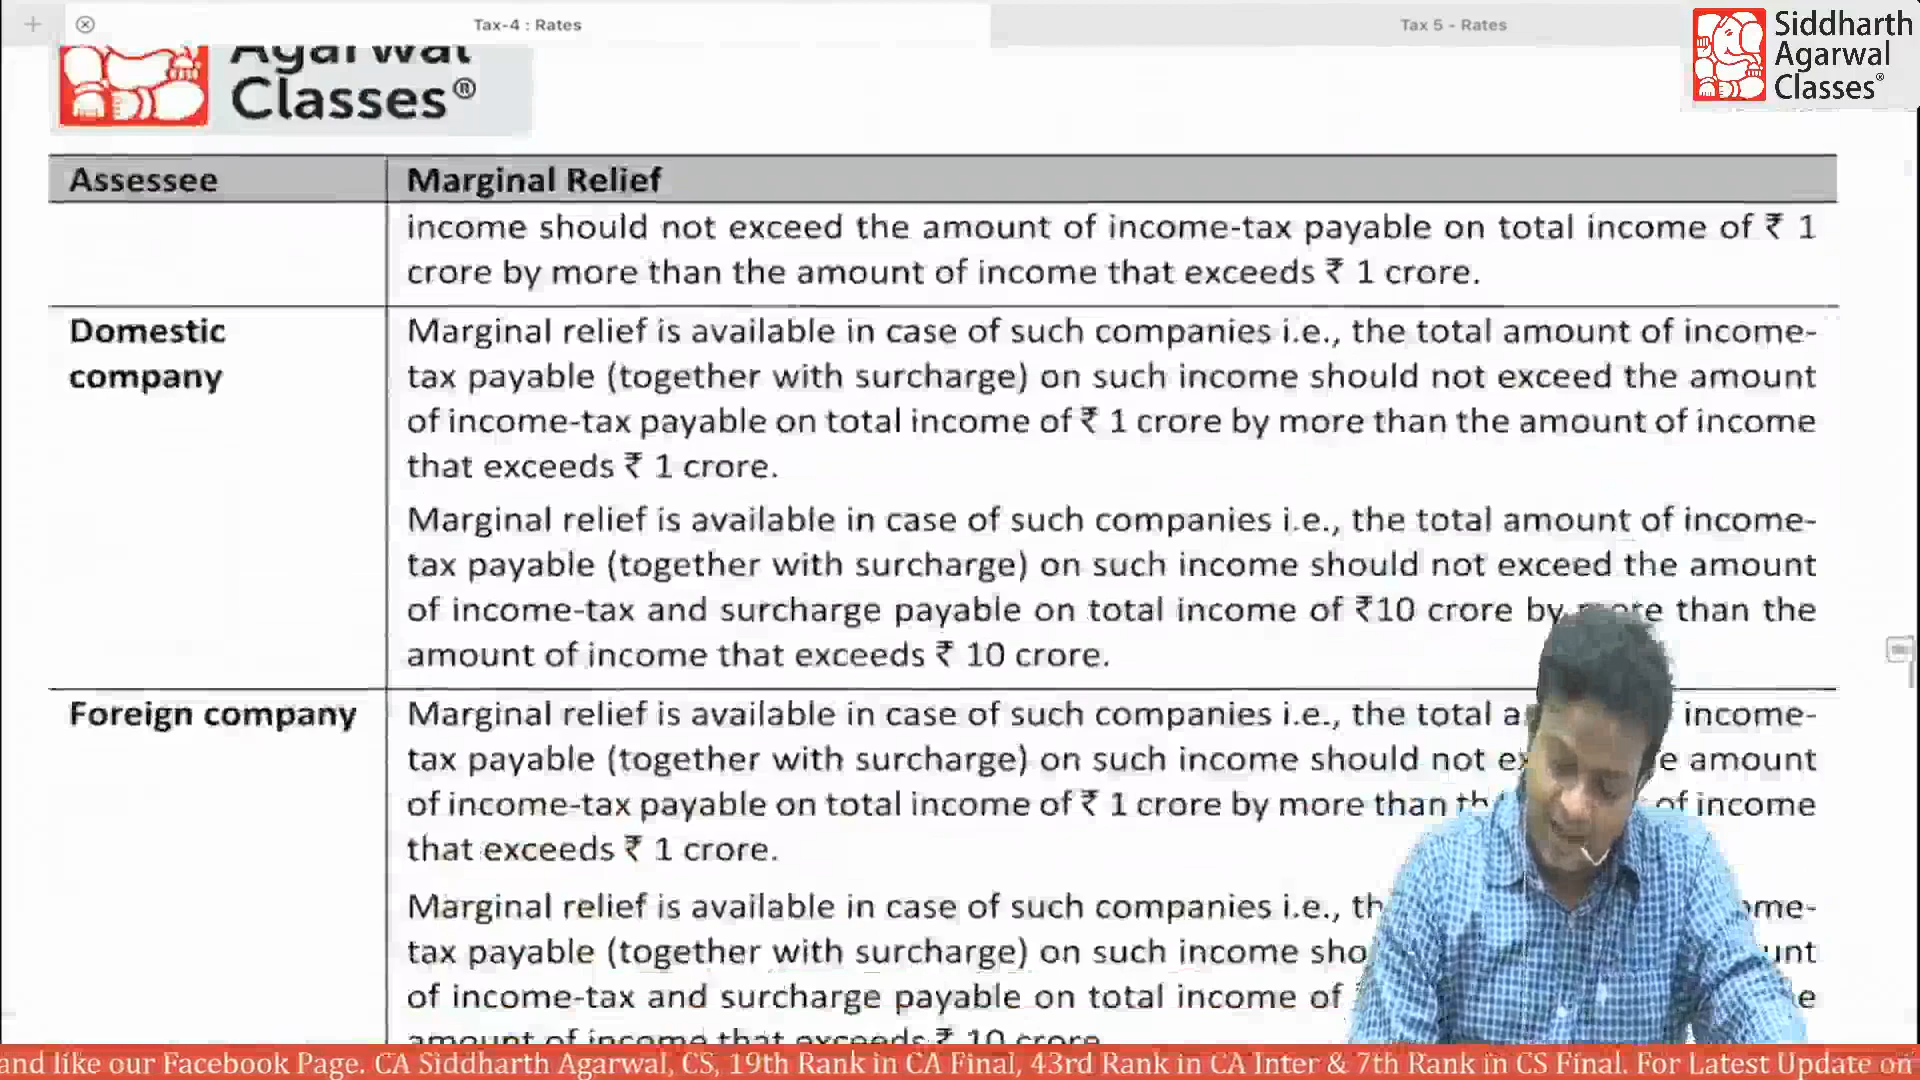 Tax-4 : Rates
Tax 5 - Rates
Siddharth
Agarwal
Classes®
Agarwal
Classes®
Assessee
Marginal Relief
income should not exceed the amount of income-tax payable on total income of ₹ 1
crore by more than the amount of income that exceeds ₹ 1 crore.
Domestic
company
Marginal relief is available in case of such companies i.e., the total amount of income-
tax payable (together with surcharge) on such income should not exceed the amount
of income-tax payable on total income of ₹ 1 crore by more than the amount of income
that exceeds ₹ 1 crore.
Marginal relief is available in case of such companies i.e., the total amount of income-
tax payable (together with surcharge) on such income should not exceed the amount
of income-tax and surcharge payable on total income of ₹10 crore by more than the
amount of income that exceeds ₹ 10 crore.
Foreign company
Marginal relief is available in case of such companies i.e., the total income-
tax payable (together with surcharge) on such income should not amount
of income-tax payable on total income of ₹ 1 crore by more than of income
that exceeds ₹ 1 crore.
Marginal relief is available in case of such companies i.e.,
tax payable (together with surcharge) on such income
of income-tax and surcharge payable on total income of
amount of income that exceeds ₹ 10 crore
and like our Facebook Page. CA Siddharth Agarwal, CS, 19th Rank in CA Final, 43rd Rank in CA Inter & 7th Rank in CS Final. For Latest Update on